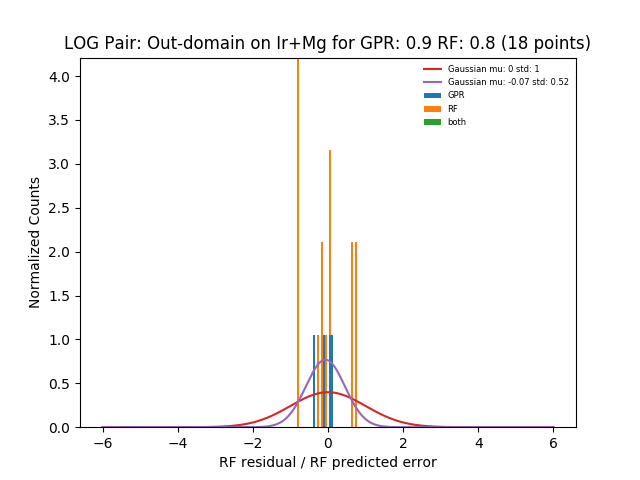 LOG Pair: Out-domain on Ir+Mg for GPR: 0.9 RF: 0.8 (18 points)
Gaussian mu: 0 std: 1
Gaussian mu: -0.07 std: 0.52
GPR
RF
both
Normalized Counts
4.0
3.5
3.0
2.5
2.0
1.5
1.0
0.5
0.0
−6 −4 −2 0 2 4 6
RF residual / RF predicted error